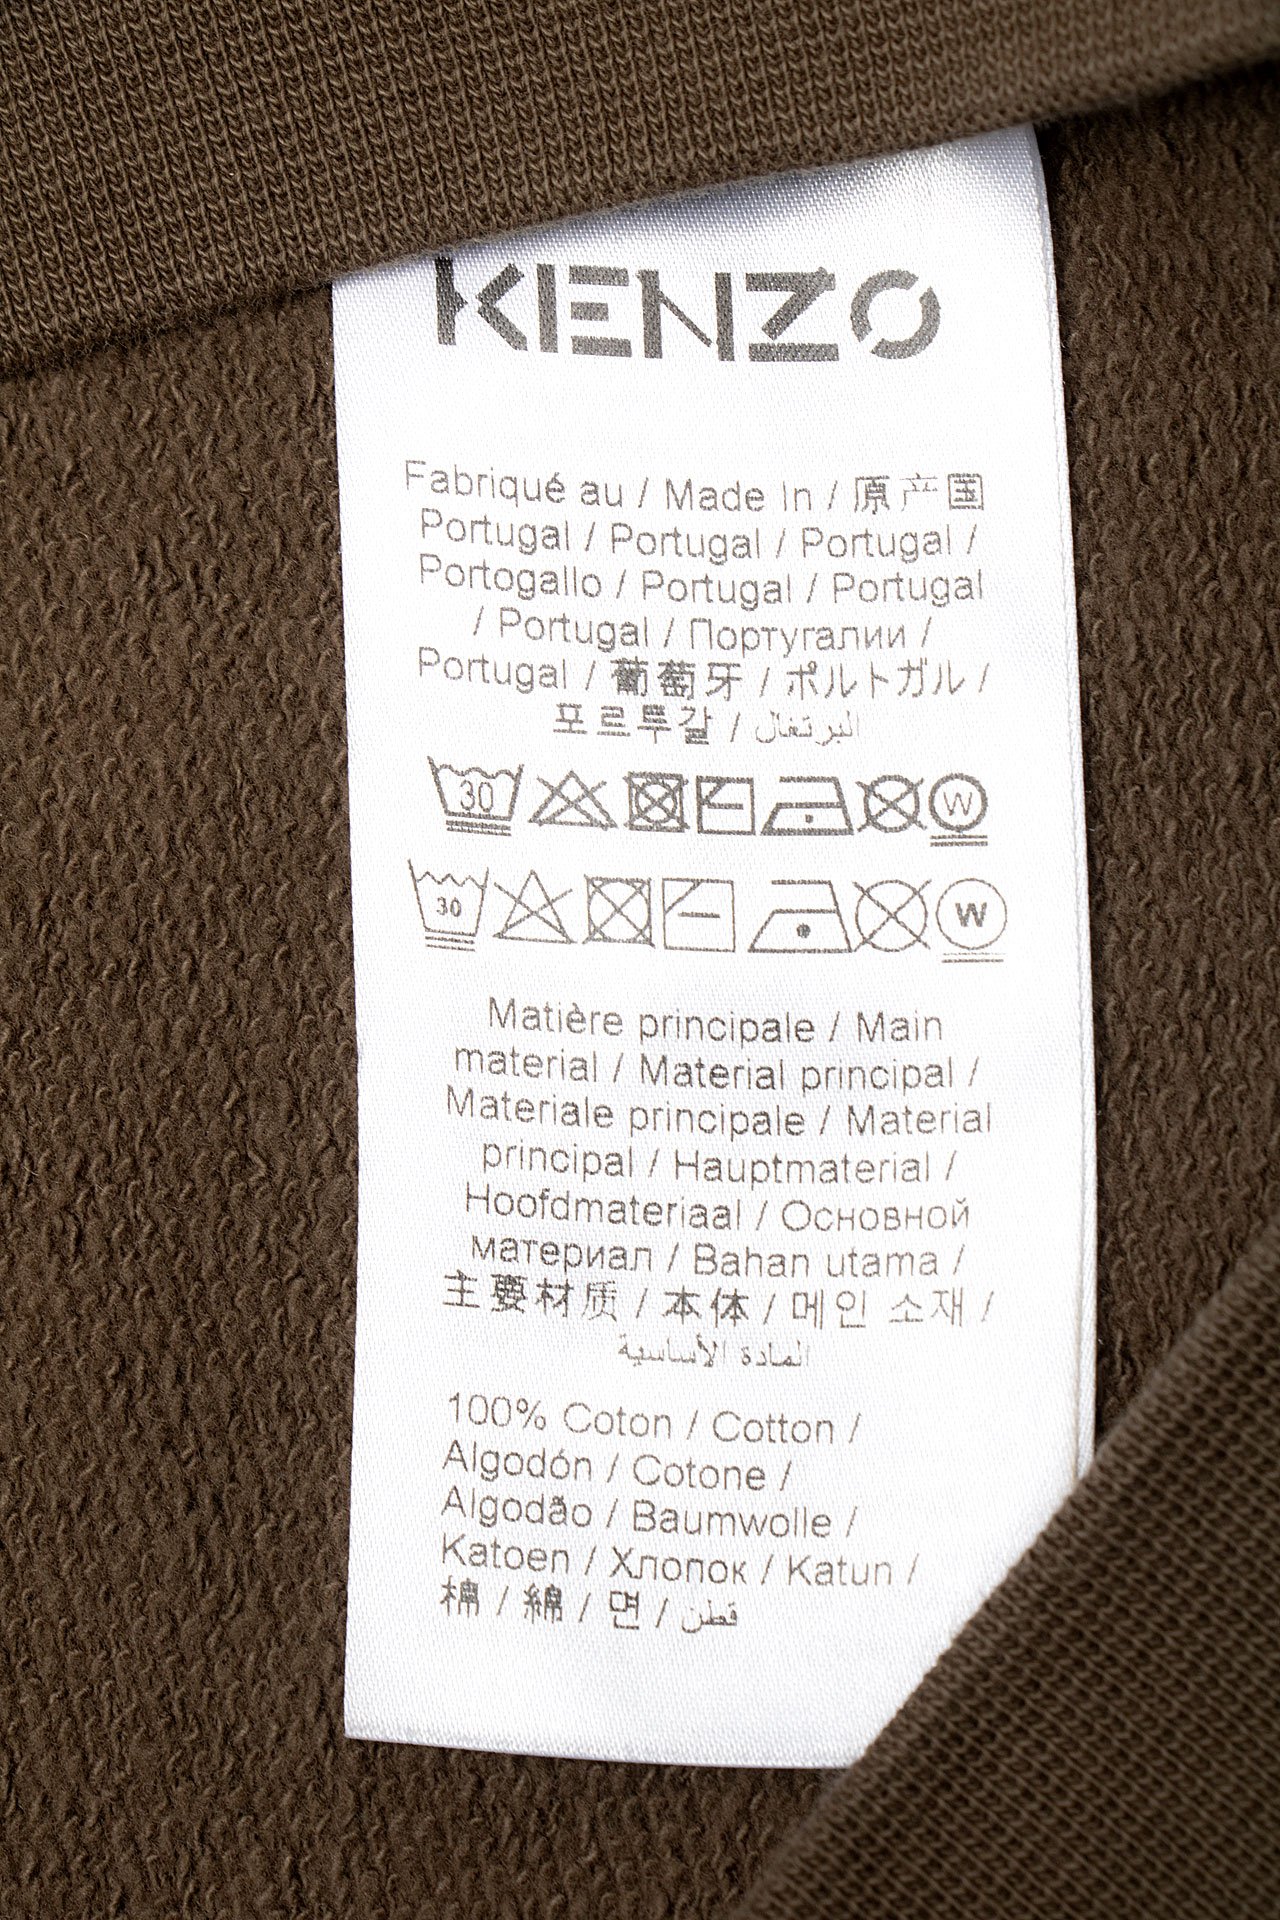 KENZO
Fabriqué au / Made In / 原产国
Portugal / Portugal / Portugal /
Portogallo / Portugal / Portugal
/ Portugal / Португалии /
Portugal / 葡萄牙 / ポルトガル /
포르투갈 / البرتغال
30 W
30 W
Matière principale / Main
material / Material principal /
Materiale principale / Material
principal / Hauptmaterial /
Hoofdmateriaal / Основной
материал / Bahan utama /
主要材质 / 本体 / 메인 소재 /
المادة الأساسية
100% Coton / Cotton /
Algodón / Cotone /
Algodão / Baumwolle /
Katoen / Хлопок / Katun /
棉 / 綿 / 면 / قطن